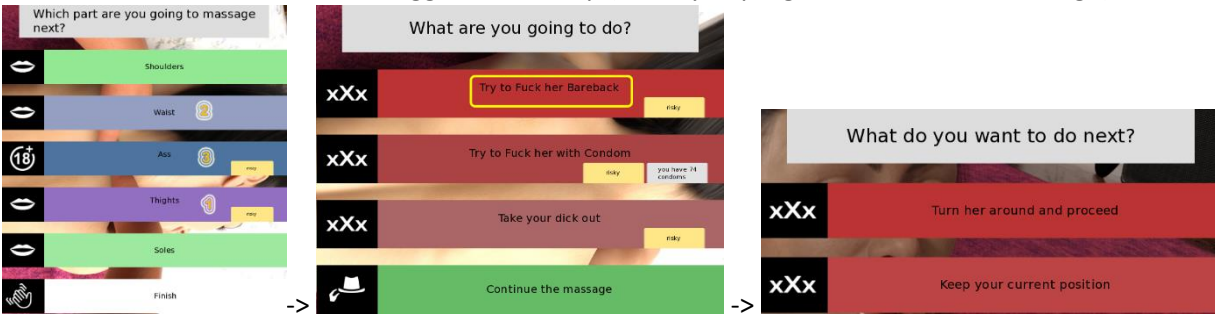 Which part are you going to massage
next?
Shoulders
Waist
2
18+
Ass
3
Thights
1
Soles
Finish
->
What are you going to do?
xXx
Try to Fuck her Bareback
risky
xXx
Try to Fuck her with Condom
risky
you have 74
condoms
xXx
Take your dick out
risky
Continue the massage
->
What do you want to do next?
xXx
Turn her around and proceed
xXx
Keep your current position